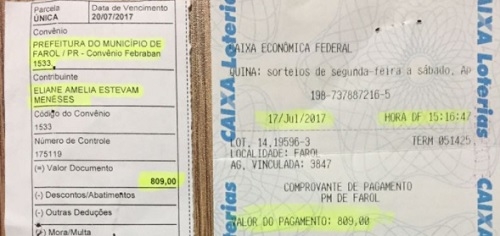 Parcela
ÚNICA
Data de Vencimento
20/07/2017
Convênio
PREFEITURA DO MUNICÍPIO DE
FAROL / PR - Convênio Febraban
1533
Contribuinte
ELIANE AMELIA ESTEVAM
MENESES
Código do Convênio
1533
Número de Controle
175119
(=) Valor Documento
809,00
(-) Descontos/Abatimentos
(-) Outras Deduções
(+) Mora/Multa
CAIXA Loterias
CAIXA ECONÔMICA FEDERAL
QUINA: sorteios de segunda-feira a sábado. Ap
198-737887216-5
17/Jul/2017 HORA DF 15:16:47
LOT. 14.19596-3 TERM 051425
LOCALIDADE: FAROL
AG. VINCULADA: 3847
COMPROVANTE DE PAGAMENTO
PM DE FAROL
VALOR DO PAGAMENTO: 809,00
CAIXA Loterias